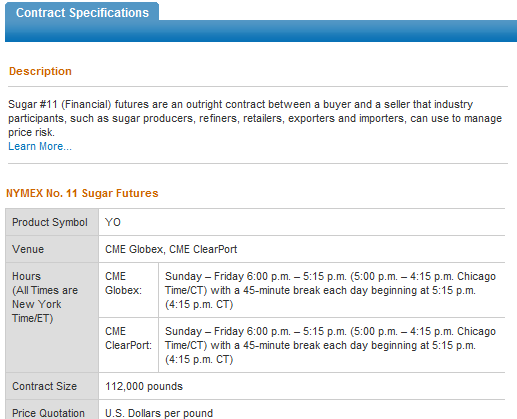 Contract Specifications
Description
Sugar #11 (Financial) futures are an outright contract between a buyer and a seller that industry
participants, such as sugar producers, refiners, retailers, exporters and importers, can use to manage
price risk.
Learn More...
NYMEX No. 11 Sugar Futures
Product Symbol YO
Venue CME Globex, CME ClearPort
Hours
(All Times are
New York
Time/ET)
CME
Globex:
Sunday – Friday 6:00 p.m. – 5:15 p.m. (5:00 p.m. – 4:15 p.m. Chicago
Time/CT) with a 45-minute break each day beginning at 5:15 p.m.
(4:15 p.m. CT)
CME
ClearPort:
Sunday – Friday 6:00 p.m. – 5:15 p.m. (5:00 p.m. – 4:15 p.m. Chicago
Time/CT) with a 45-minute break each day beginning at 5:15 p.m.
(4:15 p.m. CT)
Contract Size 112,000 pounds
Price Quotation U.S. Dollars per pound